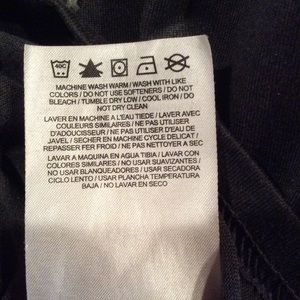 40C
MACHINE WASH WARM / WASH WITH LIKE
COLORS / DO NOT USE SOFTENERS / DO NOT
BLEACH / TUMBLE DRY LOW / COOL IRON / DO
NOT DRY CLEAN
LAVER EN MACHINE A L'EAU TIEDE / LAVER AVEC
COULEURS SIMILAIRES / NE PAS UTILISER
D'ADOUCISSEUR / NE PAS UTILISER D'EAU DE
JAVEL / SECHER EN MACHINE CYCLE DELICAT /
REPASSER FER FROID / NE PAS NETTOYER A SEC
LAVAR A MAQUINA EN AGUA TIBIA / LAVAR CON
COLORES SIMILARES / NO USAR SUAVIZANTES /
NO USAR BLANQUEADORES / USAR SECADORA
CICLO LENTO / USAR PLANCHA TEMPERATURA
BAJA / NO LAVAR EN SECO